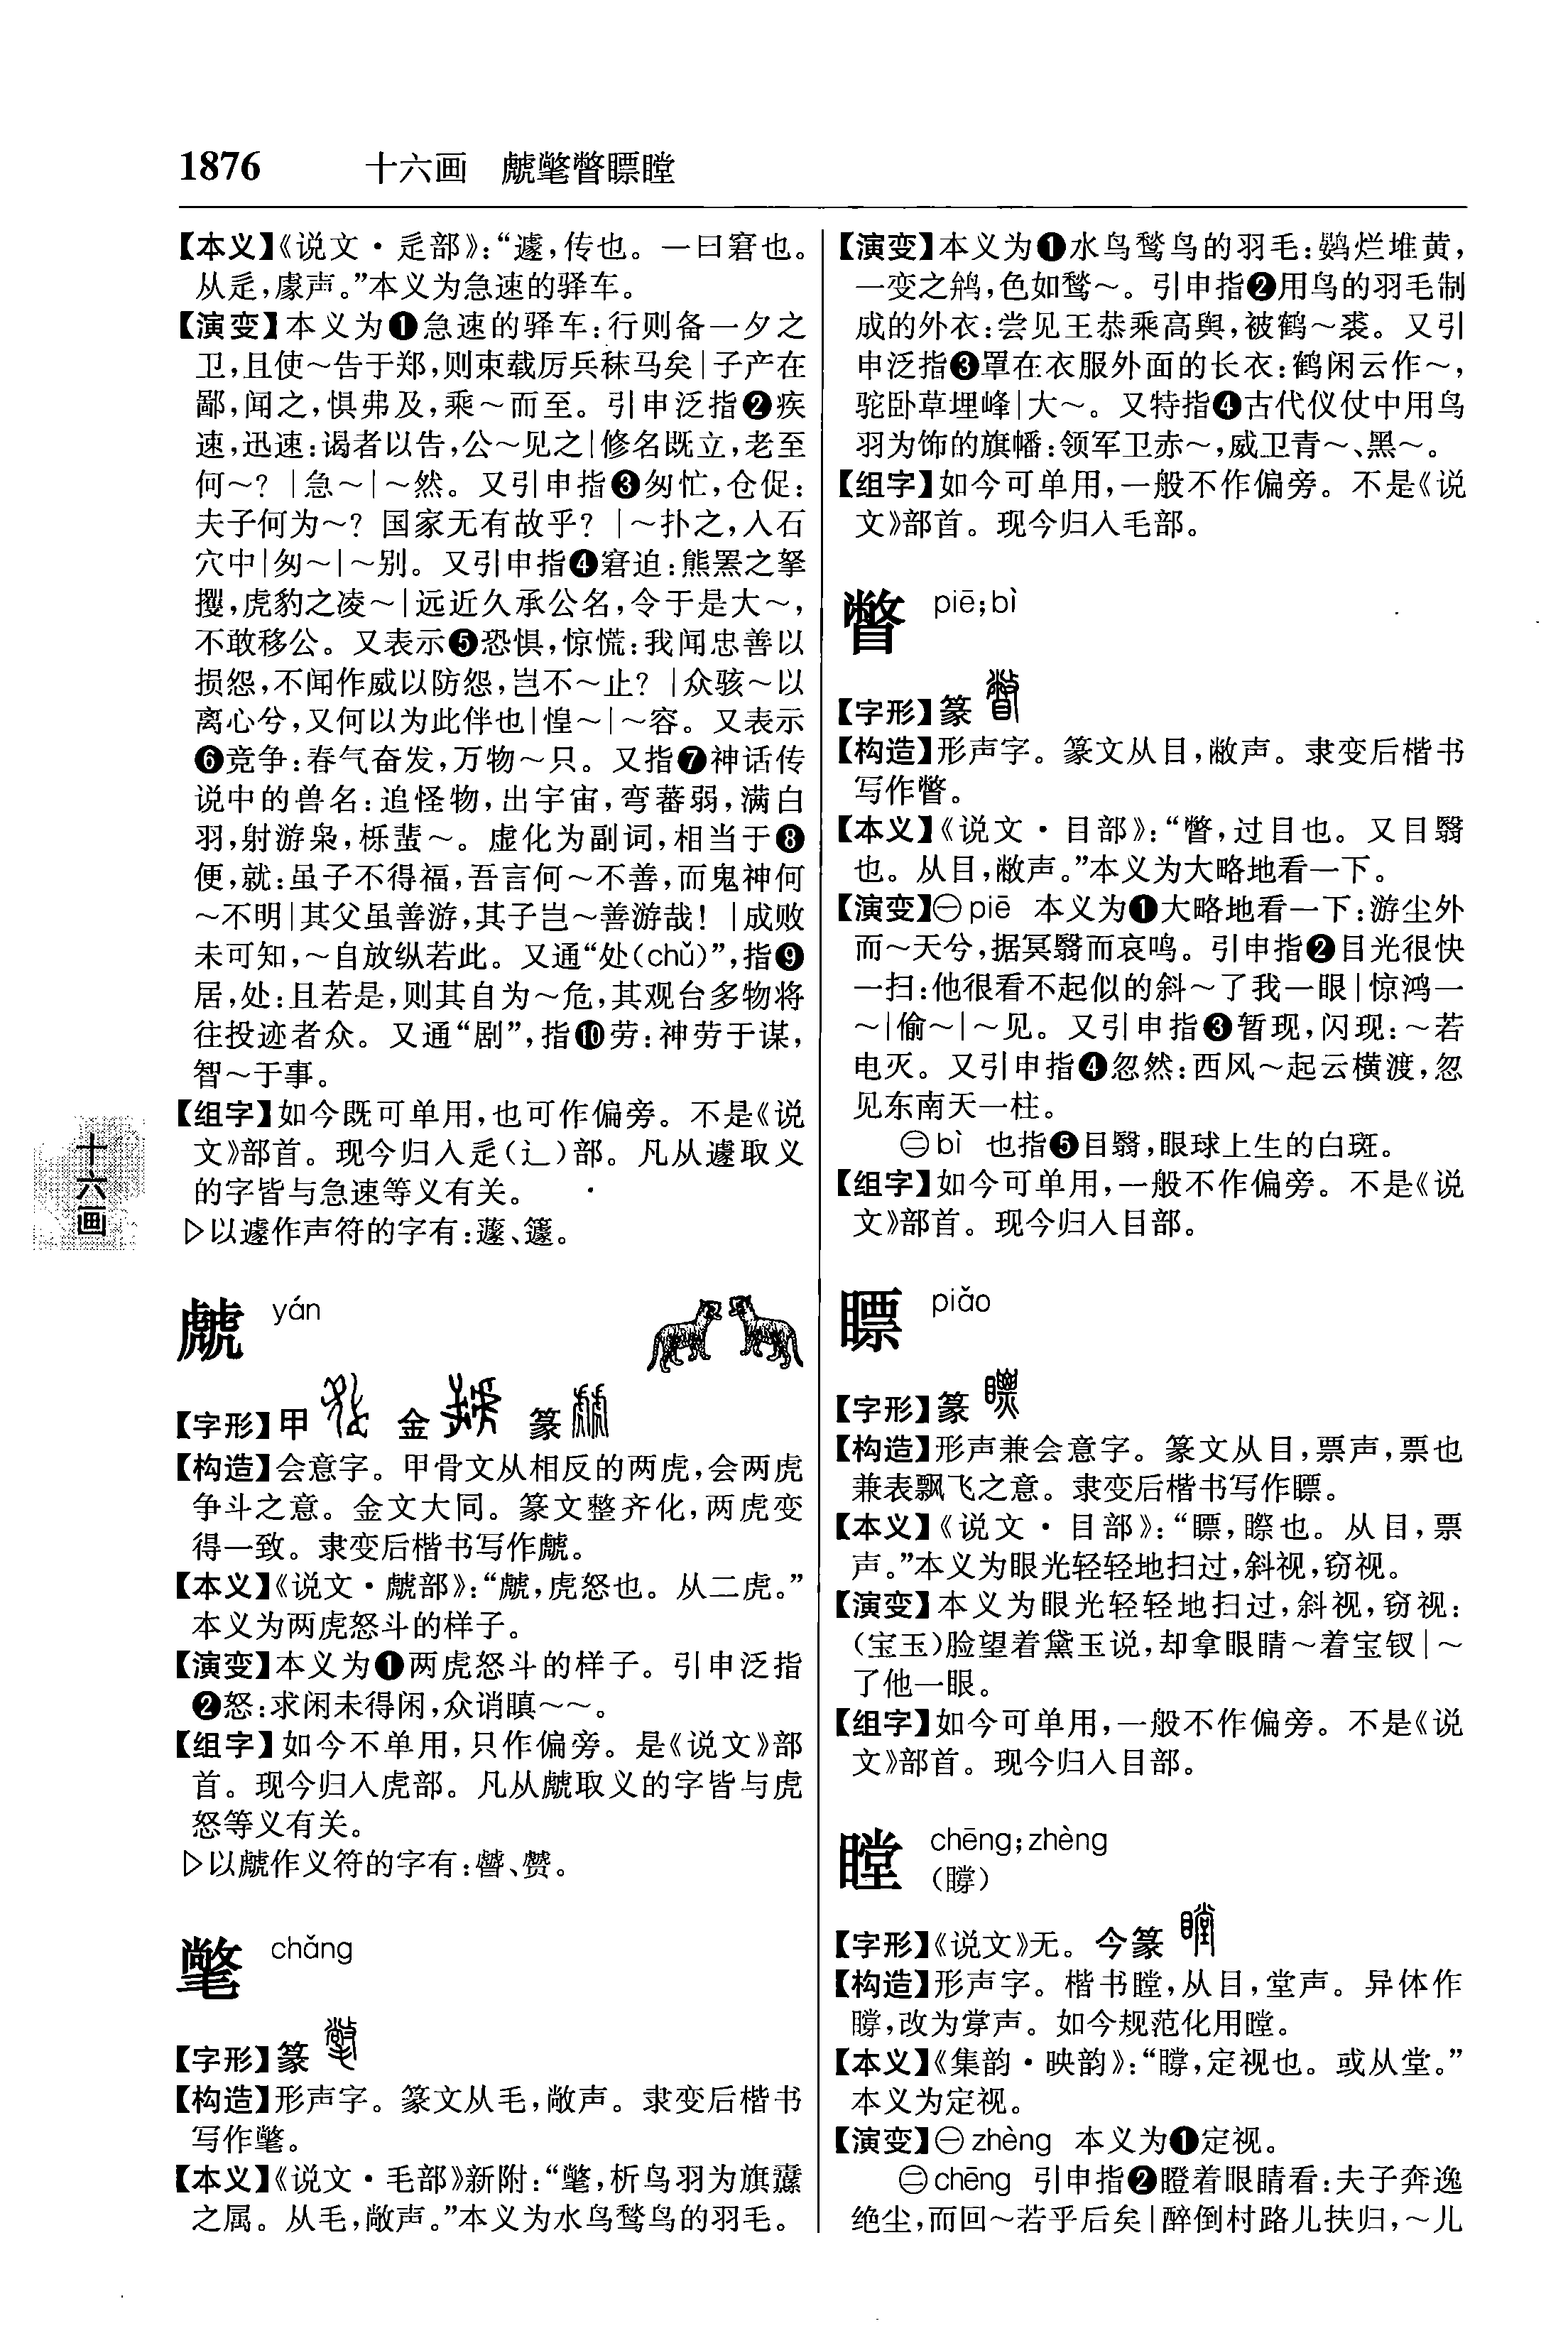 1876 十六画 虤氅瞥瞟瞠
【本义】《说文·辵部》：“遽，传也。一曰窘也。
从辵，豦声。”本义为急速的驿车。
【演变】本义为❶急速的驿车：行则备一夕之
卫，且使～告于郑，则束载厉兵秣马矣|子产在
鄙，闻之，惧弗及，乘～而至。引申泛指❷疾
速，迅速：谒者以告，公～见之|修名既立，老至
何～？|急～|～然。又引申指❸匆忙，仓促：
夫子何为～？国家无有故乎？|～扑之，入石
穴中|匆～|～别。又引申指❹窘迫：熊罴之拏
攫，虎豹之凌～|远近久承公名，令于是大～，
不敢移公。又表示❺恐惧，惊慌：我闻忠善以
损怨，不闻作威以防怨，岂不～止？|众骇～以
离心兮，又何以为此伴也|惶～|～容。又表示
❻竞争：春气奋发，万物～只。又指❼神话传
说中的兽名：追怪物，出宇宙，弯蕃弱，满白
羽，射游枭，栎蜚～。虚化为副词，相当于❽
便，就：虽子不得福，吾言何～不善，而鬼神何
～不明|其父虽善游，其子岂～善游哉！|成败
未可知，～自放纵若此。又通“处(chǔ)”，指❾
居，处：且若是，则其自为～危，其观台多物将
往投迹者众。又通“剧”，指❿劳：神劳于谋，
智～于事。
【组字】如今既可单用，也可作偏旁。不是《说
文》部首。现今归入辵(辶)部。凡从遽取义
的字皆与急速等义有关。
▷以遽作声符的字有：蘧、籧。
虤 yán
【字形】甲 金 篆
【构造】会意字。甲骨文从相反的两虎，会两虎
争斗之意。金文大同。篆文整齐化，两虎变
得一致。隶变后楷书写作虤。
【本义】《说文·虤部》：“虤，虎怒也。从二虎。”
本义为两虎怒斗的样子。
【演变】本义为❶两虎怒斗的样子。引申泛指
❷怒：求闲未得闲，众诮瞋～～。
【组字】如今不单用，只作偏旁。是《说文》部
首。现今归入虎部。凡从虤取义的字皆与虎
怒等义有关。
▷以虤作义符的字有：䜘、赞。
氅 chǎng
【字形】篆
【构造】形声字。篆文从毛，敞声。隶变后楷书
写作氅。
【本义】《说文·毛部》新附：“氅，析鸟羽为旗纛
之属。从毛，敞声。”本义为水鸟鹙鸟的羽毛。
【演变】本义为❶水鸟鹙鸟的羽毛：鹦烂堆黄，
一变之鸧，色如鹙～。引申指❷用鸟的羽毛制
成的外衣：尝见王恭乘高舆，被鹤～裘。又引
申泛指❸罩在衣服外面的长衣：鹤闲云作～，
驼卧草埋峰|大～。又特指❹古代仪仗中用鸟
羽为饰的旗幡：领军卫赤～，威卫青～、黑～。
【组字】如今可单用，一般不作偏旁。不是《说
文》部首。现今归入毛部。
瞥 piē;bì
【字形】篆
【构造】形声字。篆文从目，敝声。隶变后楷书
写作瞥。
【本义】《说文·目部》：“瞥，过目也。又目翳
也。从目，敝声。”本义为大略地看一下。
【演变】㊀piē 本义为❶大略地看一下：游尘外
而～天兮，据冥翳而哀鸣。引申指❷目光很快
一扫：他很看不起似的斜～了我一眼|惊鸿一
～|偷～|～见。又引申指❸暂现，闪现：～若
电灭。又引申指❹忽然：西风～起云横渡，忽
见东南天一柱。
㊁bì 也指❺目翳，眼球上生的白斑。
【组字】如今可单用，一般不作偏旁。不是《说
文》部首。现今归入目部。
瞟 piǎo
【字形】篆
【构造】形声兼会意字。篆文从目，票声，票也
兼表飘飞之意。隶变后楷书写作瞟。
【本义】《说文·目部》：“瞟，瞭也。从目，票
声。”本义为眼光轻轻地扫过，斜视，窃视。
【演变】本义为眼光轻轻地扫过，斜视，窃视：
(宝玉)脸望着黛玉说，却拿眼睛～着宝钗|～
了他一眼。
【组字】如今可单用，一般不作偏旁。不是《说
文》部首。现今归入目部。
瞠 chēng;zhèng
(瞠)
【字形】《说文》无。今篆
【构造】形声字。楷书瞠，从目，堂声。异体作
，改为掌声。如今规范化用瞠。
【本义】《集韵·映韵》：“，定视也。或从堂。”
本义为定视。
【演变】㊀zhèng 本义为❶定视。
㊁chēng 引申指❷瞪着眼睛看：夫子奔逸
绝尘，而回～若乎后矣|醉倒村路儿扶归，～儿
十六画